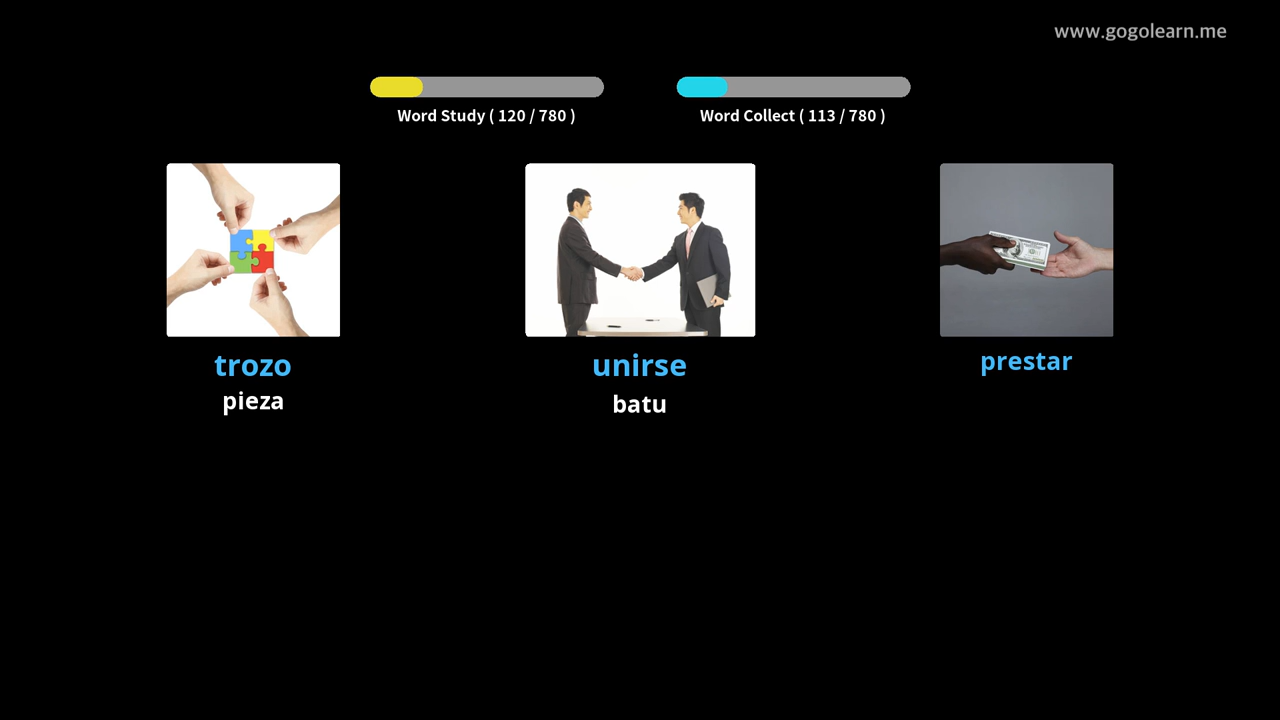 www.gogolearn.me
Word Study ( 120 / 780 )
Word Collect ( 113 / 780 )
trozo
pieza
unirse
batu
prestar